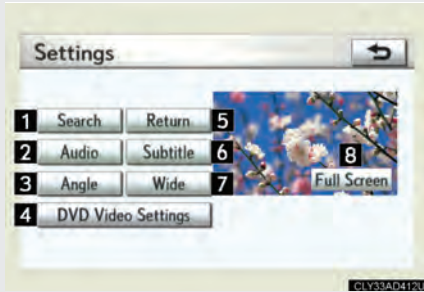 Settings
1 Search Return 5
2 Audio Subtitle 6
3 Angle Wide 7
8
Full Screen
4 DVD Video Settings
CLY33AD412U